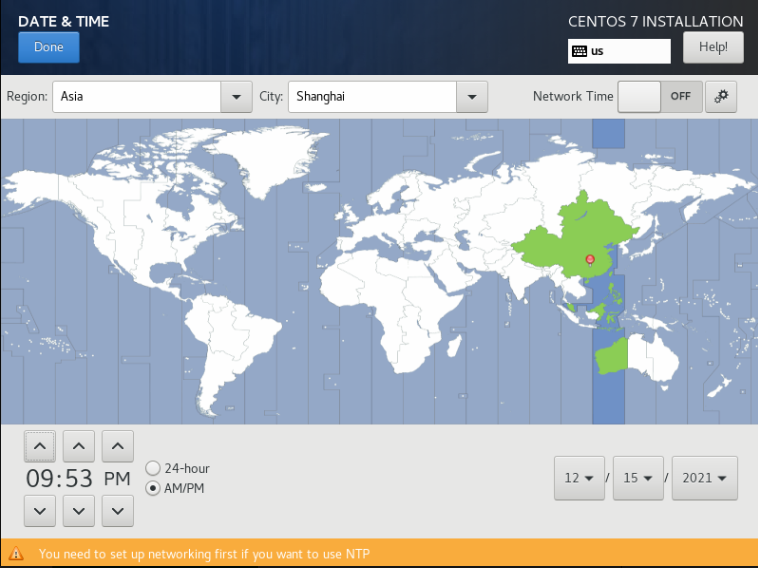 DATE & TIME
CENTOS 7 INSTALLATION
Done
us
Help!
Region: Asia City: Shanghai Network Time OFF
09:53 PM
24-hour
AM/PM
12 / 15 / 2021
You need to set up networking first if you want to use NTP